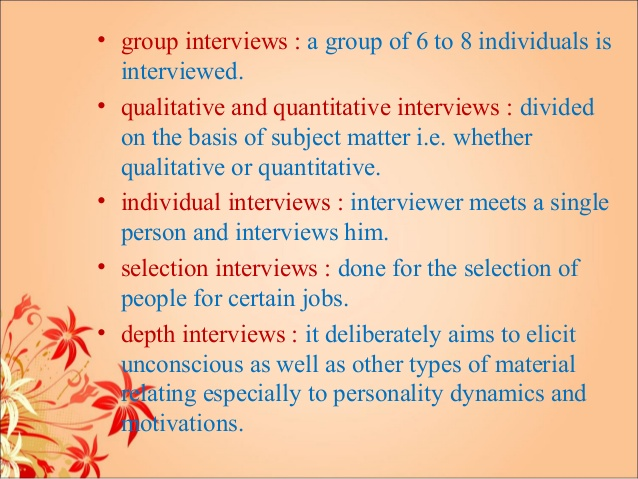 • group interviews : a group of 6 to 8 individuals is
interviewed.
• qualitative and quantitative interviews : divided
on the basis of subject matter i.e. whether
qualitative or quantitative.
• individual interviews : interviewer meets a single
person and interviews him.
• selection interviews : done for the selection of
people for certain jobs.
• depth interviews : it deliberately aims to elicit
unconscious as well as other types of material
relating especially to personality dynamics and
motivations.